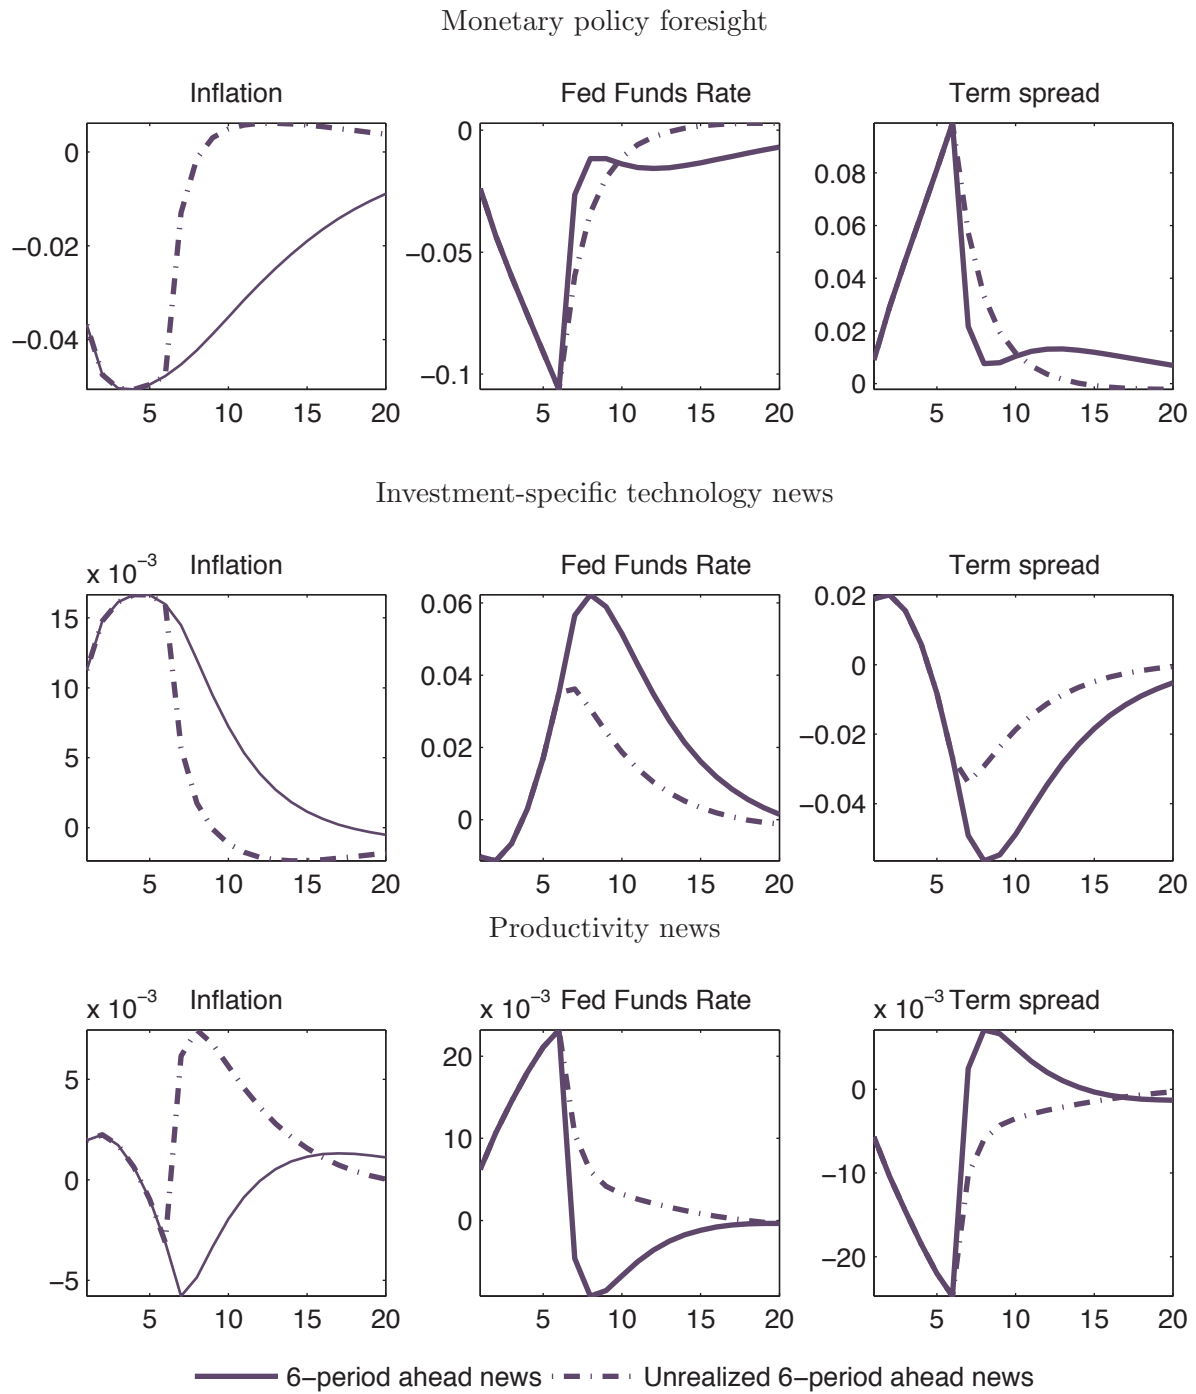 Monetary policy foresight
Inflation Fed Funds Rate Term spread
0 −0.02 −0.04
5 10 15 20
0 −0.05 −0.1
5 10 15 20
0.08 0.06 0.04 0.02 0
5 10 15 20
Investment-specific technology news
x 10−3 Inflation Fed Funds Rate Term spread
15 10 5 0
5 10 15 20
0.06 0.04 0.02 0
5 10 15 20
0.02 0 −0.02 −0.04
5 10 15 20
Productivity news
x 10−3 Inflation x 10−3 Fed Funds Rate x 10−3 Term spread
5 0 −5
5 10 15 20
20 10 0
5 10 15 20
0 −10 −20
5 10 15 20
6−period ahead news Unrealized 6−period ahead news